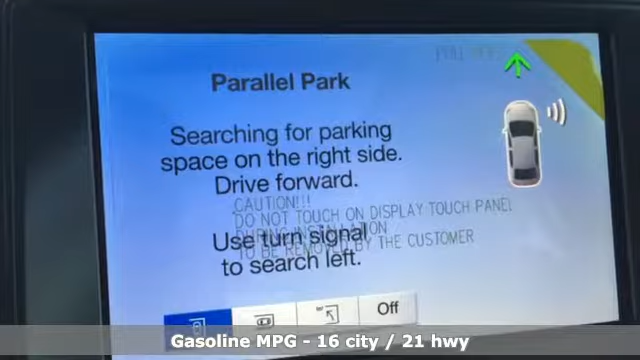 Parallel Park
Searching for parking
space on the right side.
Drive forward.
CAUTION!!!
DO NOT TOUCH ON DISPLAY TOUCH PANEL
DURING INSTALLATION
Use turn signal
TO BE REMOVED BY THE CUSTOMER
to search left.
Off
Gasoline MPG - 16 city / 21 hwy